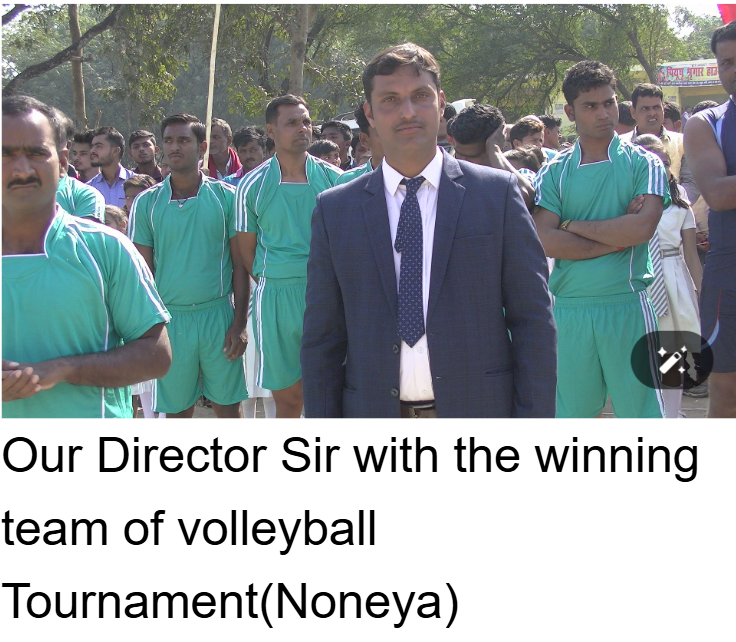 पियूष श्रृंगार हाउ
Our Director Sir with the winning
team of volleyball
Tournament(Noneya)